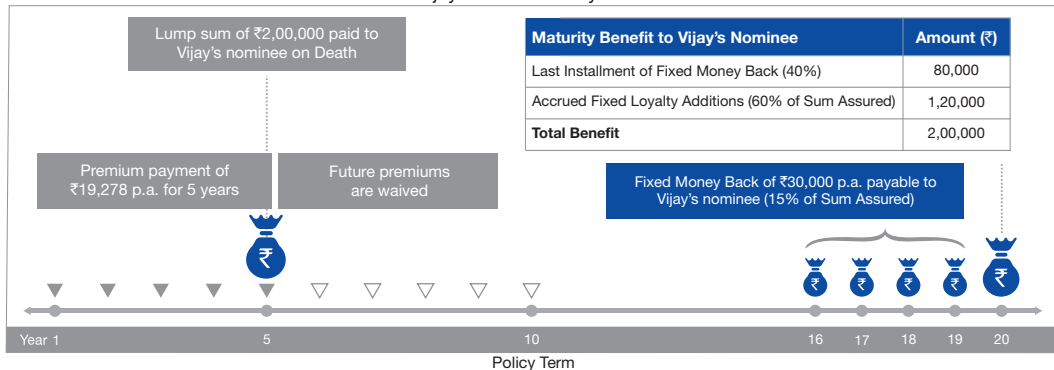 Lump sum of ₹2,00,000 paid to
Vijay's nominee on Death
Maturity Benefit to Vijay's Nominee Amount (₹)
Last Installment of Fixed Money Back (40%) 80,000
Accrued Fixed Loyalty Additions (60% of Sum Assured) 1,20,000
Total Benefit 2,00,000
Premium payment of
₹19,278 p.a. for 5 years
Future premiums
are waived
Fixed Money Back of ₹30,000 p.a. payable to
Vijay's nominee (15% of Sum Assured)
₹
₹ ₹ ₹ ₹ ₹
Year 1 5 10 16 17 18 19 20
Policy Term